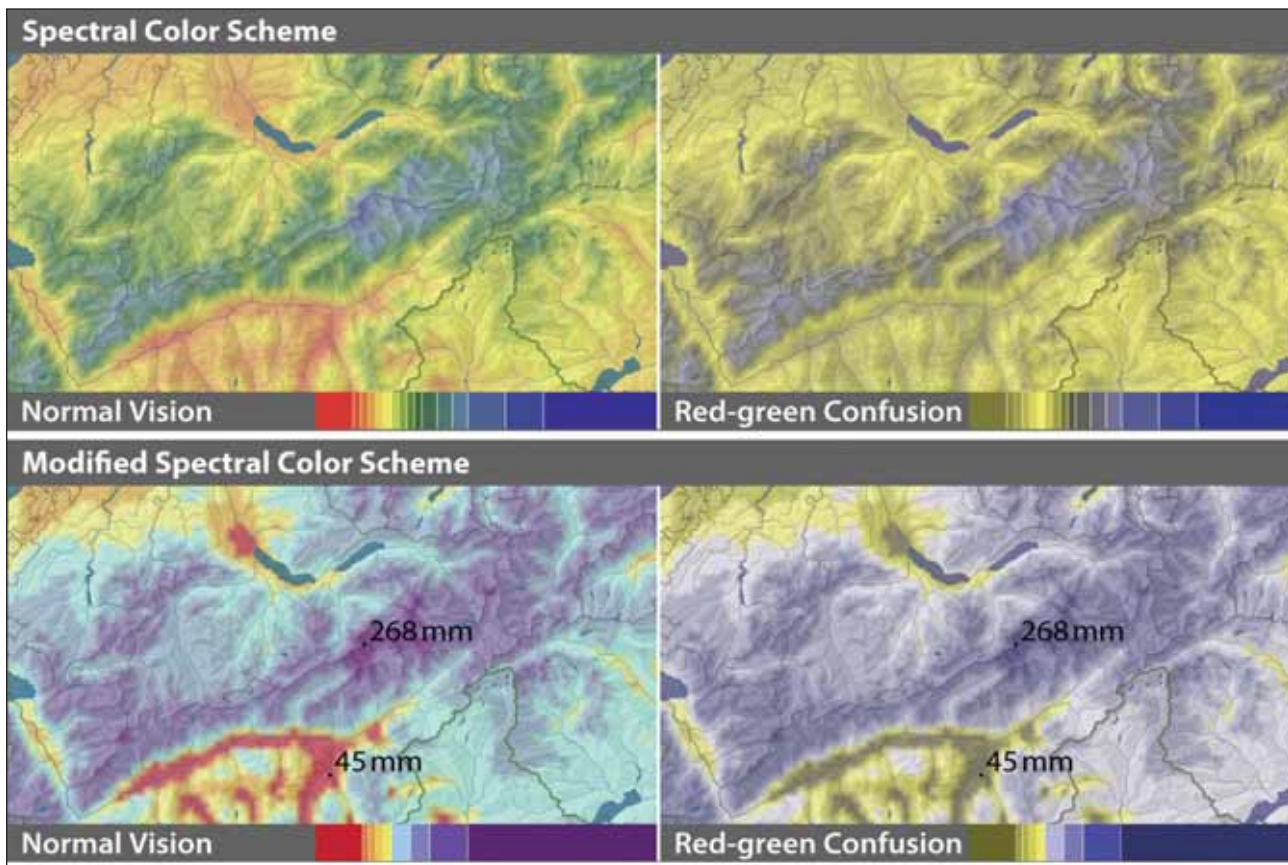 Spectral Color Scheme
Normal Vision
Red-green Confusion
Modified Spectral Color Scheme
268 mm
268 mm
45 mm
45 mm
Normal Vision
Red-green Confusion